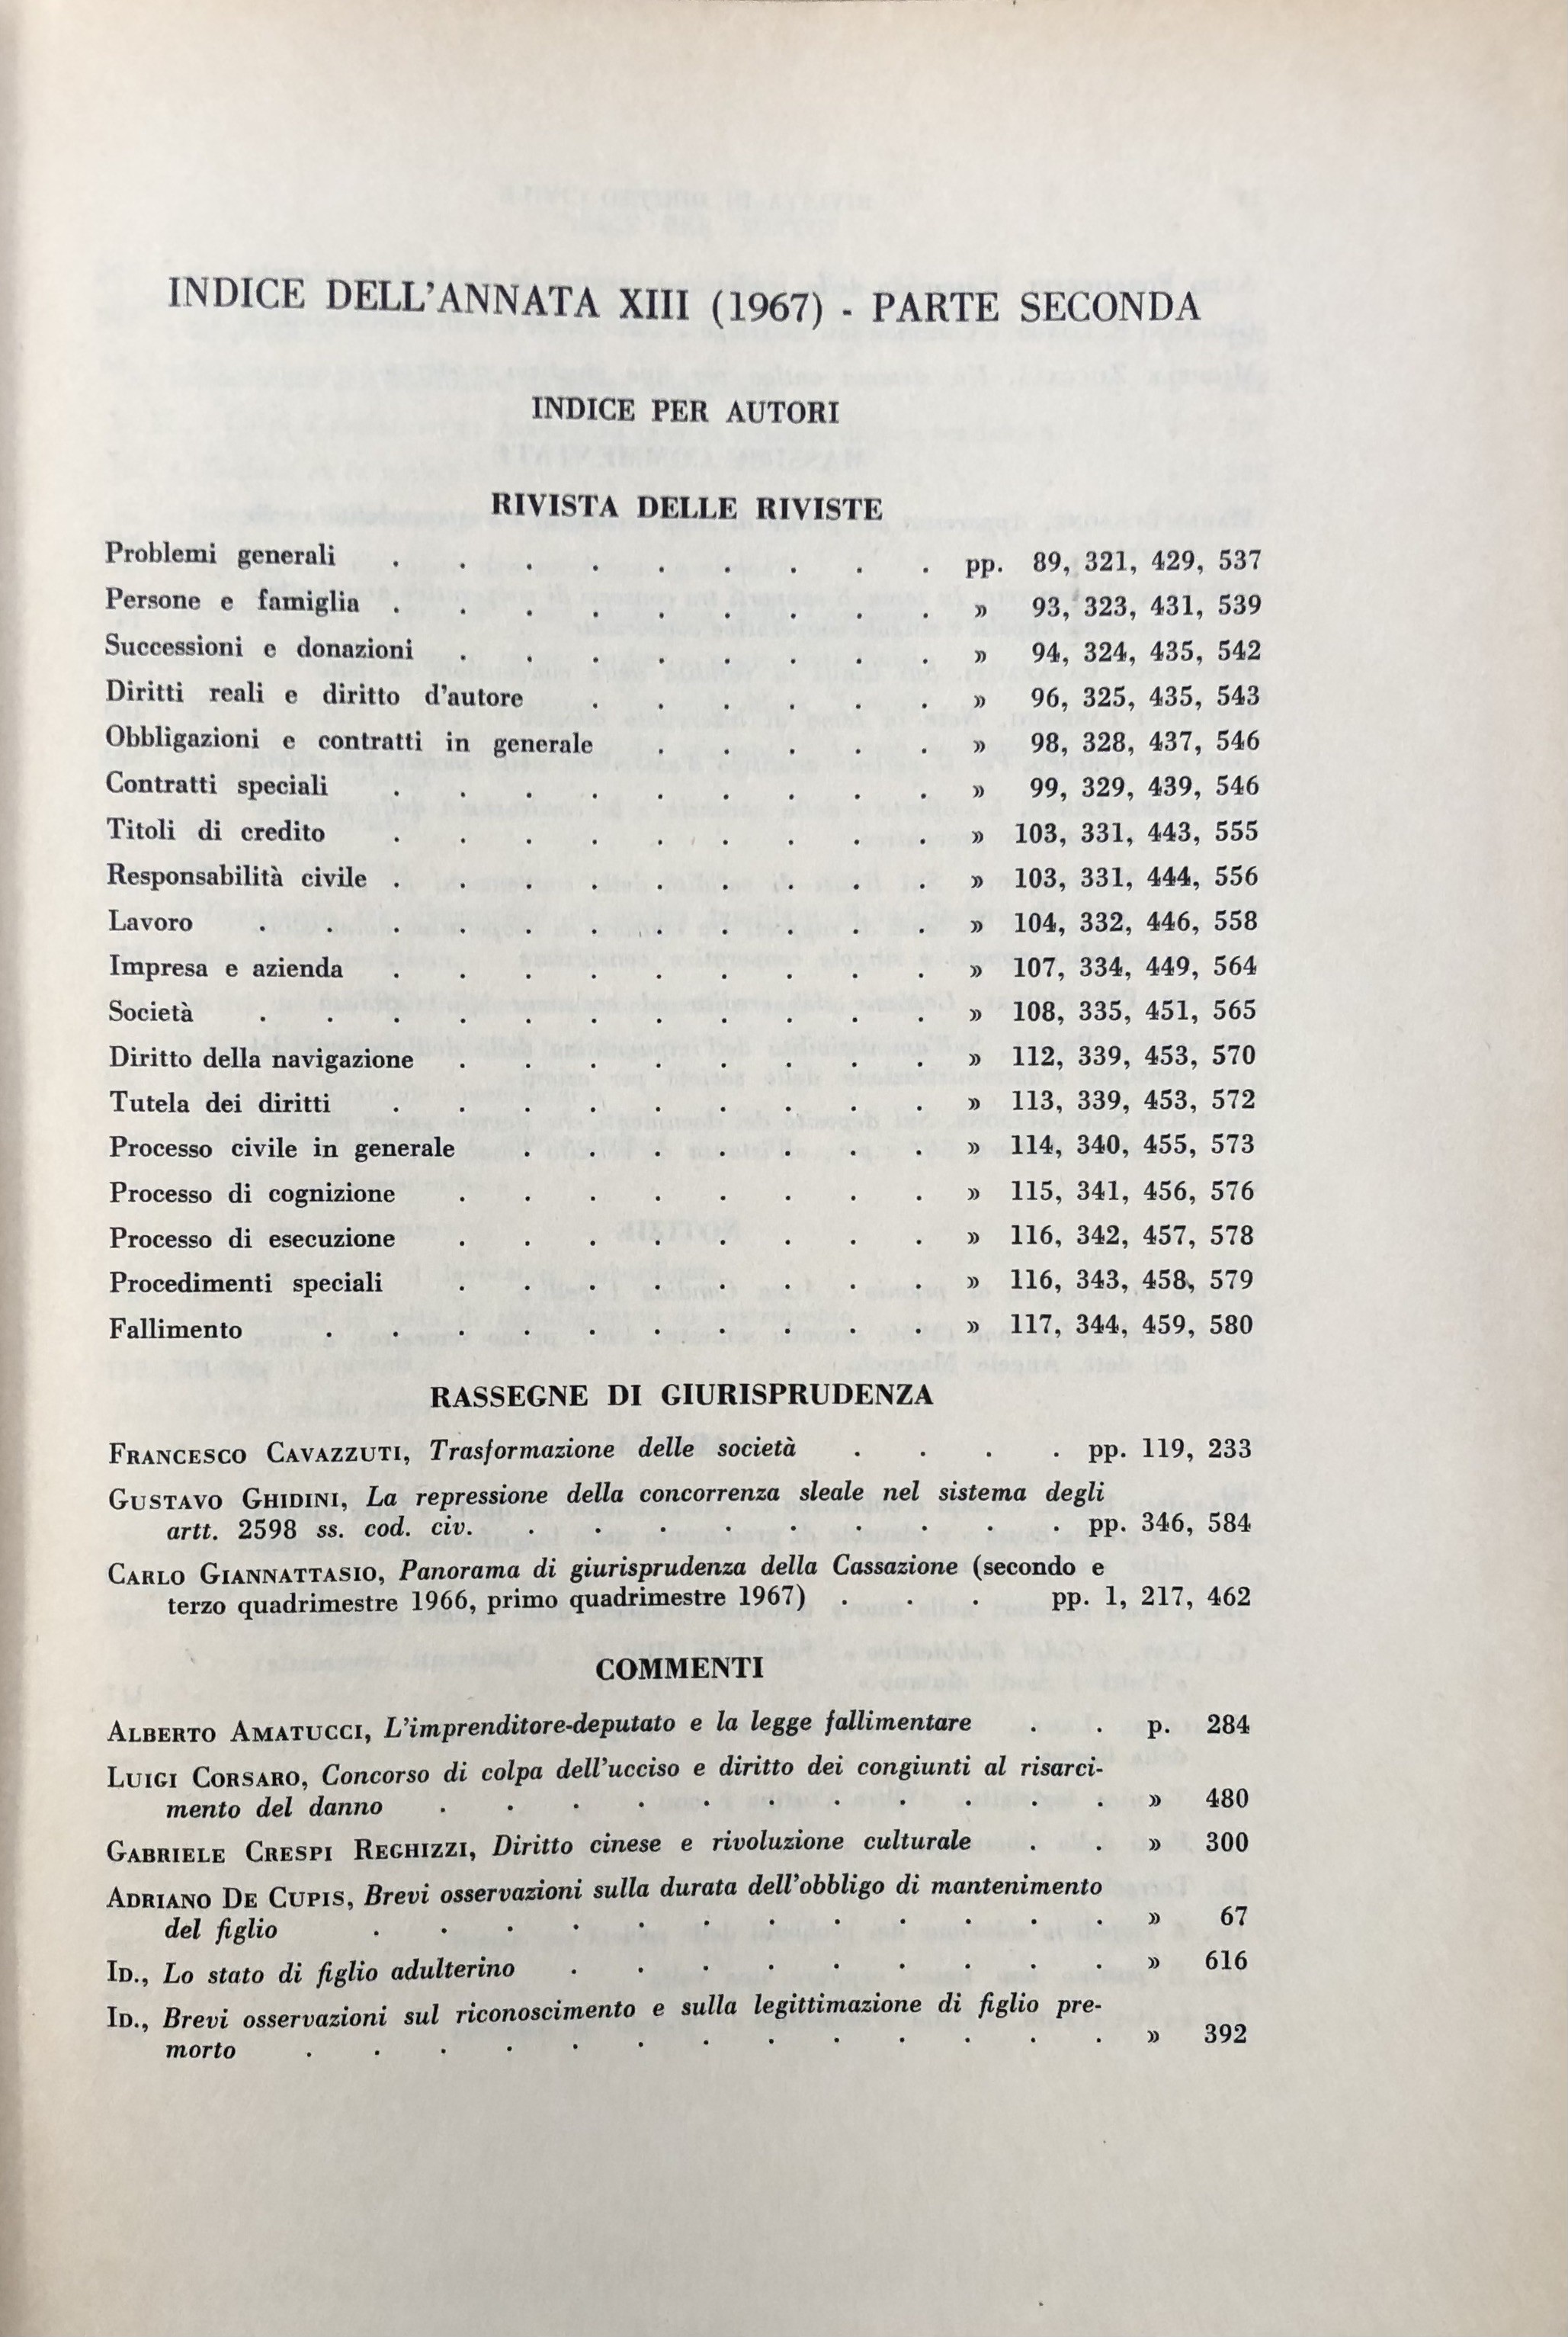 INDICE DELL'ANNATA XIII (1967) - PARTE SECONDA
INDICE PER AUTORI
RIVISTA DELLE RIVISTE
Problemi generali . . . . . . . . . pp. 89, 321, 429, 537
Persone e famiglia . . . . . . . . . » 93, 323, 431, 539
Successioni e donazioni . . . . . . . . » 94, 324, 435, 542
Diritti reali e diritto d'autore . . . . . . » 96, 325, 435, 543
Obbligazioni e contratti in generale . . . . . » 98, 328, 437, 546
Contratti speciali . . . . . . . . . » 99, 329, 439, 546
Titoli di credito . . . . . . . . . » 103, 331, 443, 555
Responsabilità civile . . . . . . . . . » 103, 331, 444, 556
Lavoro . . . . . . . . . . . » 104, 332, 446, 558
Impresa e azienda . . . . . . . . . » 107, 334, 449, 564
Società . . . . . . . . . . . » 108, 335, 451, 565
Diritto della navigazione . . . . . . . . » 112, 339, 453, 570
Tutela dei diritti . . . . . . . . . » 113, 339, 453, 572
Processo civile in generale . . . . . . . » 114, 340, 455, 573
Processo di cognizione . . . . . . . . » 115, 341, 456, 576
Processo di esecuzione . . . . . . . . » 116, 342, 457, 578
Procedimenti speciali . . . . . . . . » 116, 343, 458, 579
Fallimento . . . . . . . . . . » 117, 344, 459, 580
RASSEGNE DI GIURISPRUDENZA
FRANCESCO CAVAZZUTI, Trasformazione delle società . . . . pp. 119, 233
GUSTAVO GHIDINI, La repressione della concorrenza sleale nel sistema degli
artt. 2598 ss. cod. civ. . . . . . . . . . pp. 346, 584
CARLO GIANNATTASIO, Panorama di giurisprudenza della Cassazione (secondo e
terzo quadrimestre 1966, primo quadrimestre 1967) . . . pp. 1, 217, 462
COMMENTI
ALBERTO AMATUCCI, L'imprenditore-deputato e la legge fallimentare . . p. 284
LUIGI CORSARO, Concorso di colpa dell'ucciso e diritto dei congiunti al risarci-
mento del danno . . . . . . . . . . . » 480
GABRIELE CRESPI REGHIZZI, Diritto cinese e rivoluzione culturale . . » 300
ADRIANO DE CUPIS, Brevi osservazioni sulla durata dell'obbligo di mantenimento
del figlio . . . . . . . . . . . . » 67
ID., Lo stato di figlio adulterino . . . . . . . . . » 616
ID., Brevi osservazioni sul riconoscimento e sulla legittimazione di figlio pre-
morto . . . . . . . . . . . . . » 392